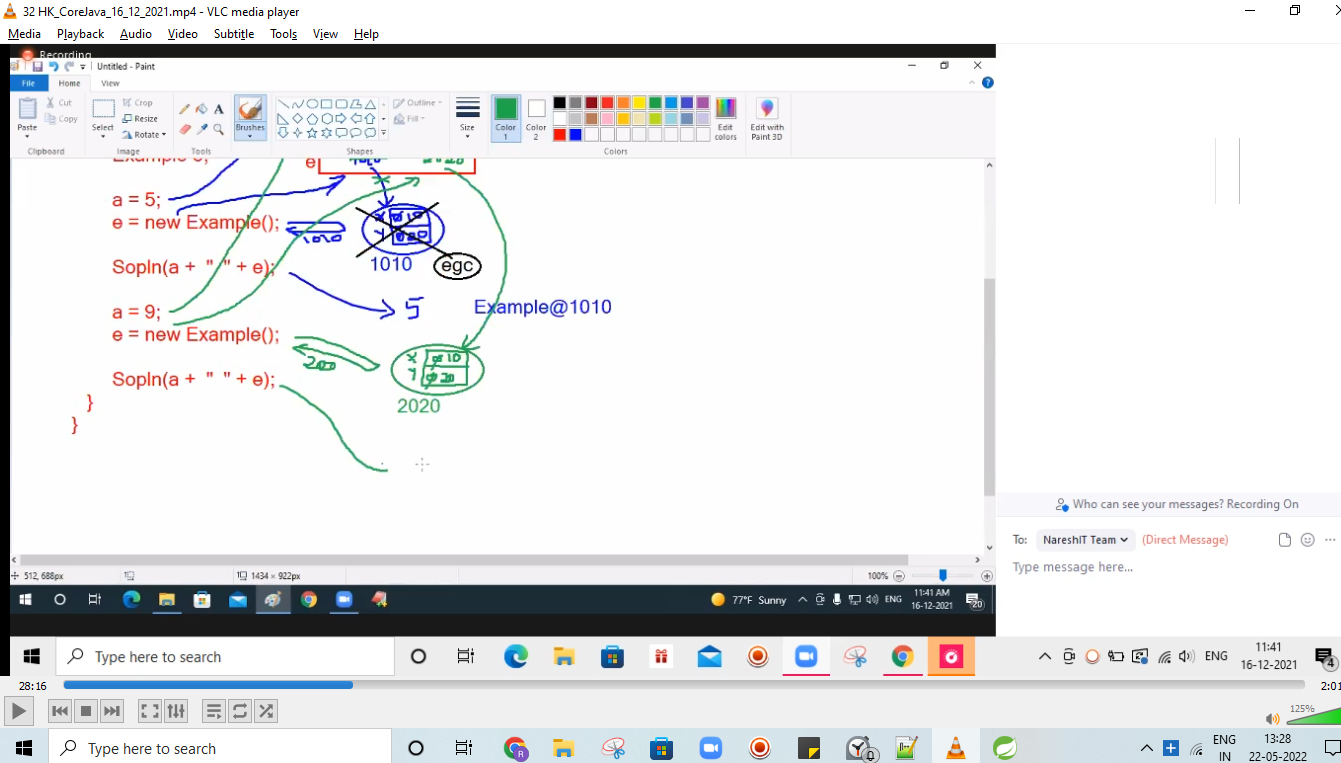 32 HK_CoreJava_16_12_2021.mp4 - VLC media player
Media Playback Audio Video Subtitle Tools View Help
Recording
Untitled - Paint
File Home View
Cut
Copy
Paste
Crop
Resize
Rotate
Select
Brushes
Outline
Fill
Size
Color 1
Color 2
Edit colors
Edit with Paint 3D
Clipboard Image Tools Shapes Colors
Example e;
e
a = 5;
e = new Example();
1010
X 0 10
Y
1010 egc
Sopln(a + " " + e);
5 Example@1010
a = 9;
e = new Example();
X 0 10
Y 0 20
2020
Sopln(a + " " + e);
}
}
Who can see your messages? Recording On
To: NareshIT Team (Direct Message)
Type message here...
512, 688px 1434 × 922px 100%
77°F Sunny ENG 11:41 AM
16-12-2021 20
Type here to search ENG 11:41
16-12-2021 4
28:16 2:01
125%
Type here to search ENG 13:28
IN 22-05-2022